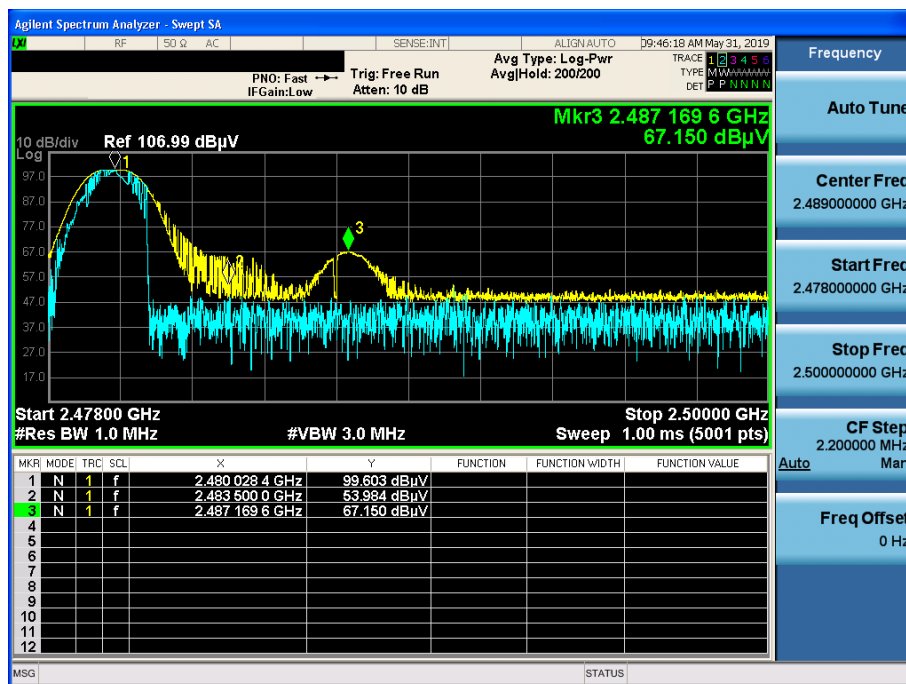 Agilent Spectrum Analyzer - Swept SA
LXI RF 50 Ω AC SENSE:INT ALIGNAUTO 09:46:18 AM May 31, 2019
PNO: Fast
IFGain:Low
Trig: Free Run
Atten: 10 dB
Avg Type: Log-Pwr
Avg|Hold: 200/200
TRACE 1 2 3 4 5 6
TYPE M W W W W W
DET P P N N N N
Mkr3 2.487 169 6 GHz
67.150 dBµV
10 dB/div
Log
Ref 106.99 dBµV
97.0
87.0
77.0
67.0
57.0
47.0
37.0
27.0
17.0
1
2
3
Start 2.47800 GHz
Stop 2.50000 GHz
#Res BW 1.0 MHz
#VBW 3.0 MHz
Sweep 1.00 ms (5001 pts)
MKR MODE TRC SCL X Y FUNCTION FUNCTION WIDTH FUNCTION VALUE
1 N 1 f 2.480 028 4 GHz 99.603 dBµV
2 N 1 f 2.483 500 0 GHz 53.984 dBµV
3 N 1 f 2.487 169 6 GHz 67.150 dBµV
4
5
6
7
8
9
10
11
12
MSG
STATUS
Frequency
Auto Tune
Center Freq
2.489000000 GHz
Start Freq
2.478000000 GHz
Stop Freq
2.500000000 GHz
CF Step
2.200000 MHz
Auto Man
Freq Offset
0 Hz